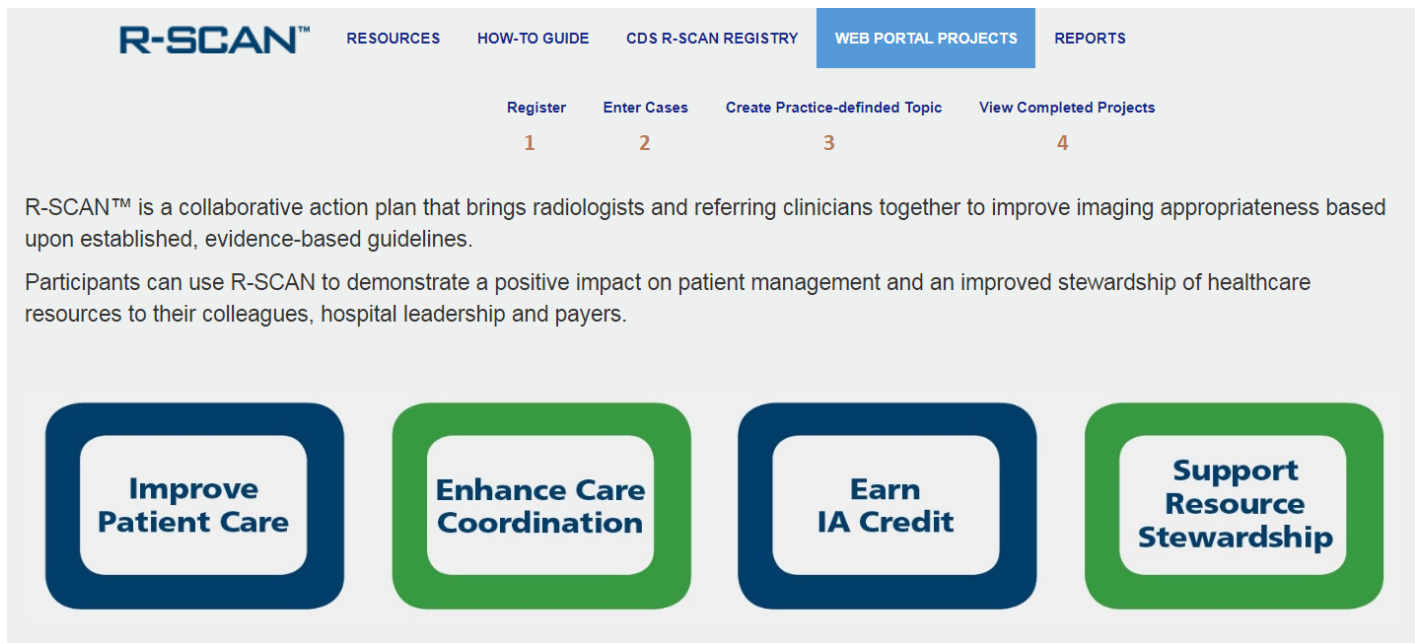 R-SCAN™ RESOURCES HOW-TO GUIDE CDS R-SCAN REGISTRY WEB PORTAL PROJECTS REPORTS
Register Enter Cases Create Practice-definded Topic View Completed Projects
1 2 3 4
R-SCAN™ is a collaborative action plan that brings radiologists and referring clinicians together to improve imaging appropriateness based
upon established, evidence-based guidelines.
Participants can use R-SCAN to demonstrate a positive impact on patient management and an improved stewardship of healthcare
resources to their colleagues, hospital leadership and payers.
Improve
Patient Care
Enhance Care
Coordination
Earn
IA Credit
Support
Resource
Stewardship